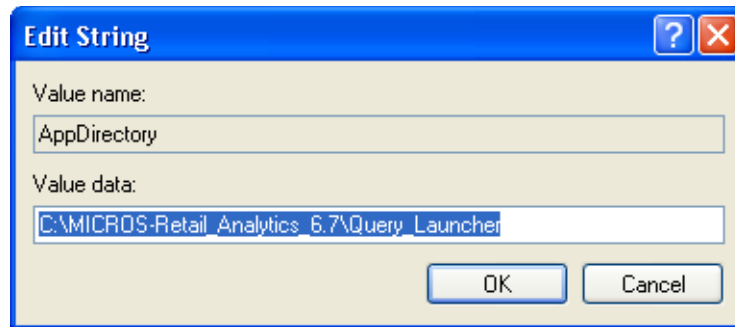 Edit String
?
Value name:
AppDirectory
Value data:
C:\MICROS-Retail_Analytics_6.7\Query_Launcher
OK Cancel